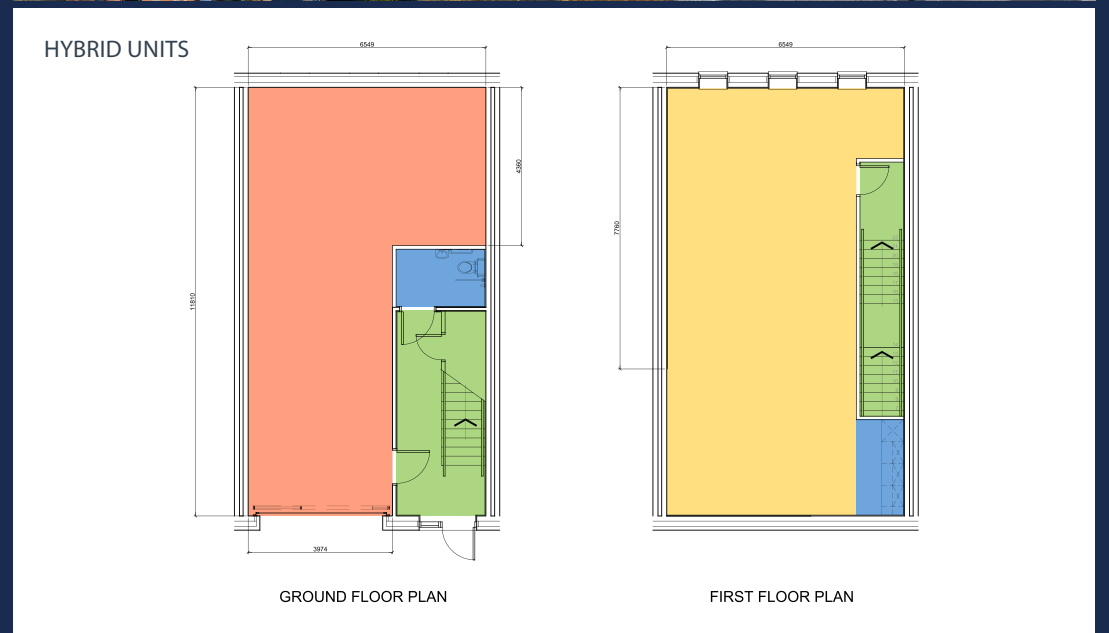 HYBRID UNITS
6549
6549
4360
7760
11810
3974
GROUND FLOOR PLAN
FIRST FLOOR PLAN